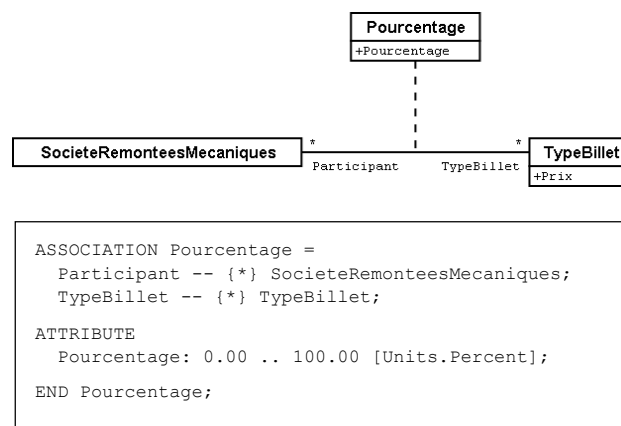 Pourcentage
+Pourcentage
SocieteRemonteesMecaniques
*
*
TypeBillet
Participant
TypeBillet
+Prix
ASSOCIATION Pourcentage =
Participant -- {*} SocieteRemonteesMecaniques;
TypeBillet -- {*} TypeBillet;
ATTRIBUTE
Pourcentage: 0.00 .. 100.00 [Units.Percent];
END Pourcentage;